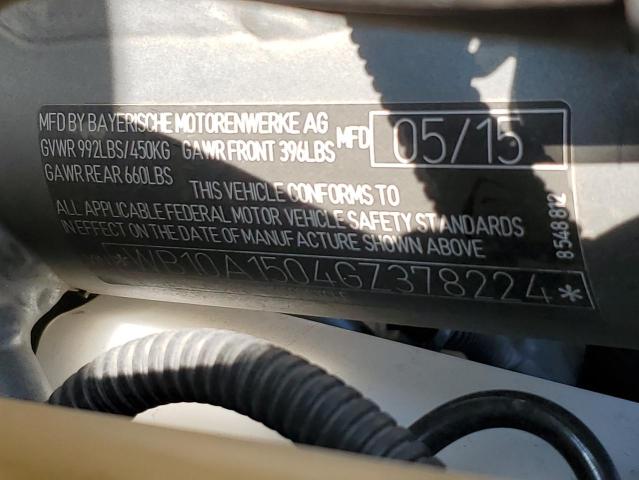 MFD BY BAYERISCHE MOTORENWERKE AG
GVWR 992LBS/450KG GAWR FRONT 396LBS
GAWR REAR 660LBS
MFD 05/15
THIS VEHICLE CONFORMS TO
ALL APPLICABLE FEDERAL MOTOR VEHICLE SAFETY STANDARDS
IN EFFECT ON THE DATE OF MANUFACTURE SHOWN ABOVE
8548812
VIN *WB10A1504GZ378224*